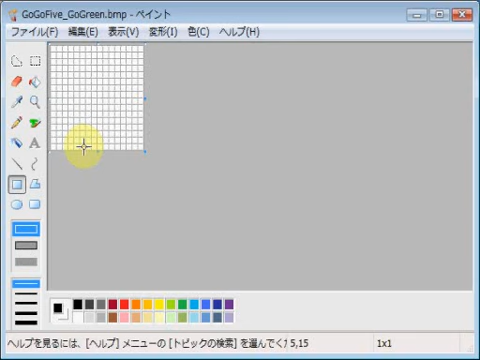 GoGoFive_GoGreen.bmp - ペイント
ファイル(F) 編集(E) 表示(V) 変形(I) 色(C) ヘルプ(H)
A
ヘルプを見るには、[ヘルプ] メニューの [トピックの検索] を選んでく 5,15 1x1